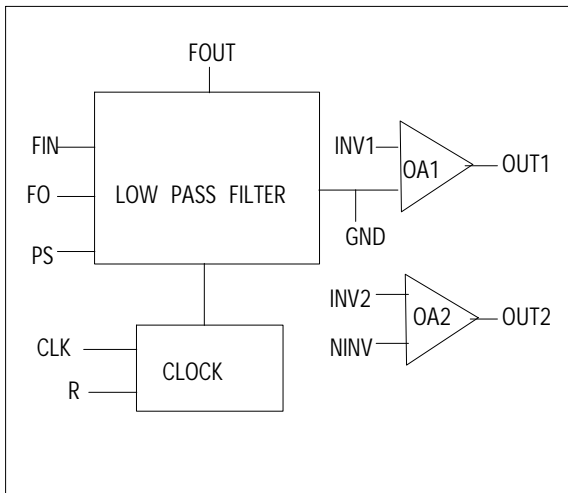 FOUT
FIN
FO
PS
LOW PASS FILTER
INV1
OA1
OUT1
GND
INV2
NINV
OA2
OUT2
CLK
R
CLOCK